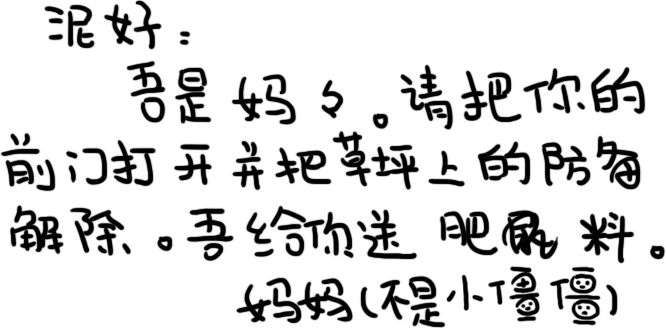 泥好：
吾是妈々。请把你的
前门打开并把草坪上的防备
解除。吾给你送 肥料。
妈妈(不是小僵僵)